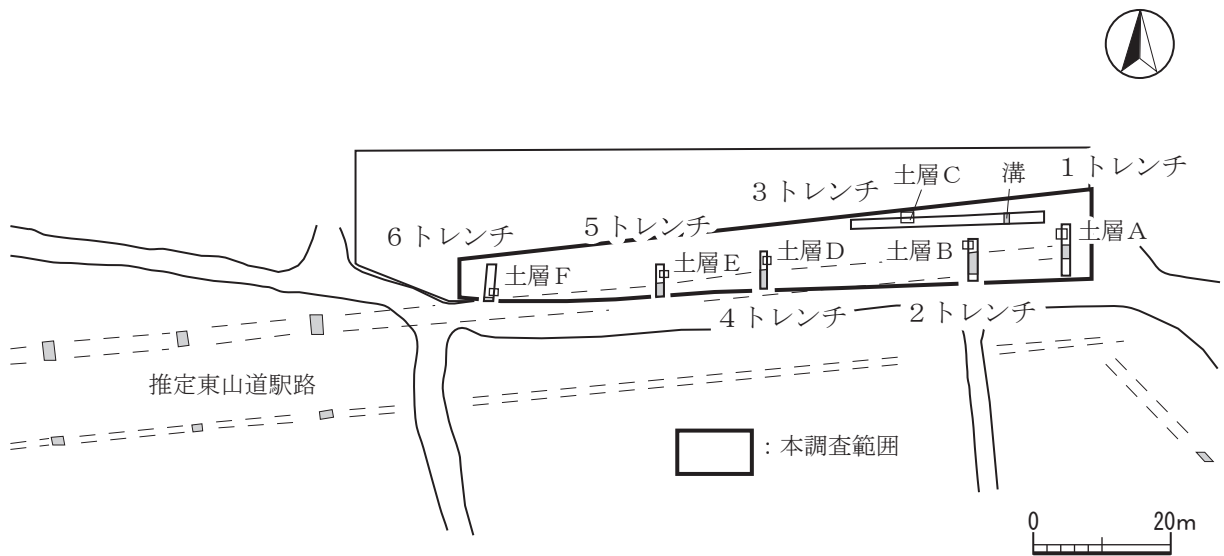 1 トレンチ
土層C
溝
3 トレンチ
5 トレンチ
6 トレンチ
土層A
土層B
土層D
土層E
土層F
4 トレンチ
2 トレンチ
推定東山道駅路
：本調査範囲
0
20m